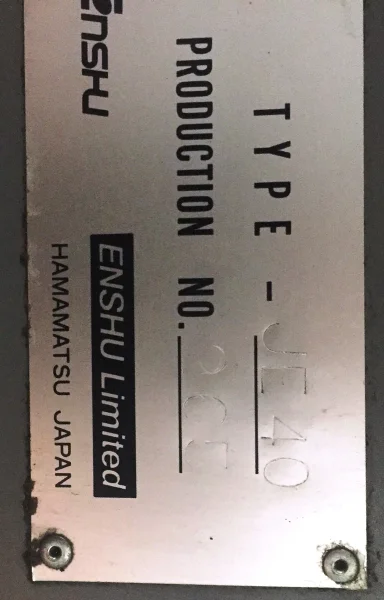 TYPE - JE40
PRODUCTION NO.
ENSHU Limited
HAMAMATSU JAPAN
ENSHU